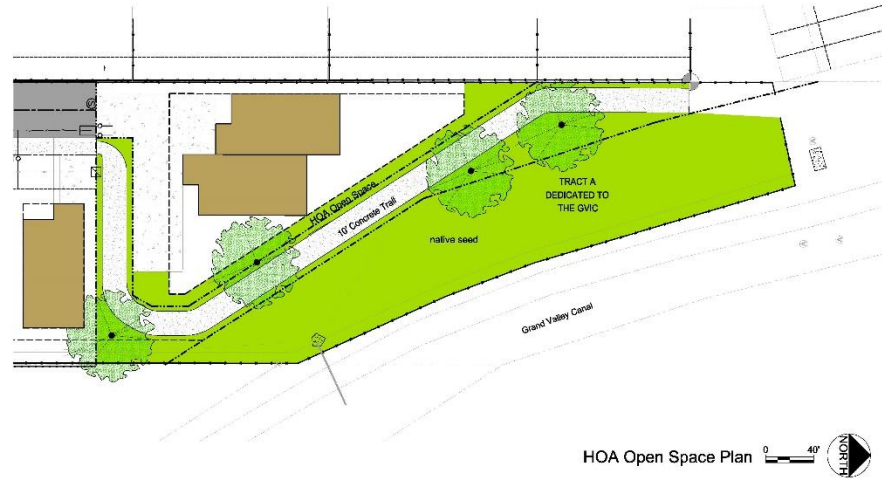 HOA Open Space
10' Concrete Trail
TRACT A
DEDICATED TO
THE GVIC
native seed
Grand Valley Canal
HOA Open Space Plan
0 40'
NORTH